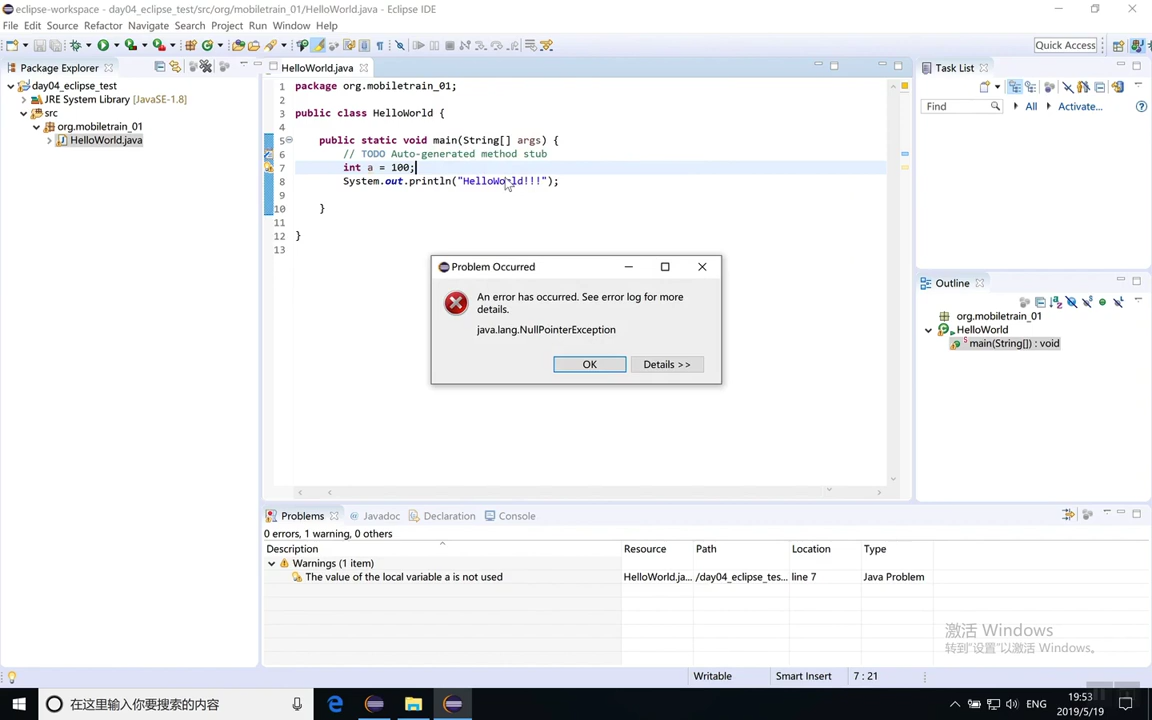 eclipse-workspace - day04_eclipse_test/src/org/mobiletrain_01/HelloWorld.java - Eclipse IDE
File Edit Source Refactor Navigate Search Project Run Window Help
Quick Access
Package Explorer
day04_eclipse_test
JRE System Library [JavaSE-1.8]
src
org.mobiletrain_01
HelloWorld.java
HelloWorld.java
1 package org.mobiletrain_01;
2
3 public class HelloWorld {
4
5 public static void main(String[] args) {
6 // TODO Auto-generated method stub
7 int a = 100;
8 System.out.println("HelloWorld!!!");
9
10 }
11
12 }
13
Task List
Find All Activate...
Outline
org.mobiletrain_01
HelloWorld
main(String[]) : void
Problem Occurred
An error has occurred. See error log for more
details.
java.lang.NullPointerException
OK Details >>
Problems Javadoc Declaration Console
0 errors, 1 warning, 0 others
Description Resource Path Location Type
Warnings (1 item)
The value of the local variable a is not used HelloWorld.ja... /day04_eclipse_tes... line 7 Java Problem
激活 Windows
转到"设置"以激活 Windows。
Writable Smart Insert 7 : 21
在这里输入你要搜索的内容
ENG
19:53
2019/5/19